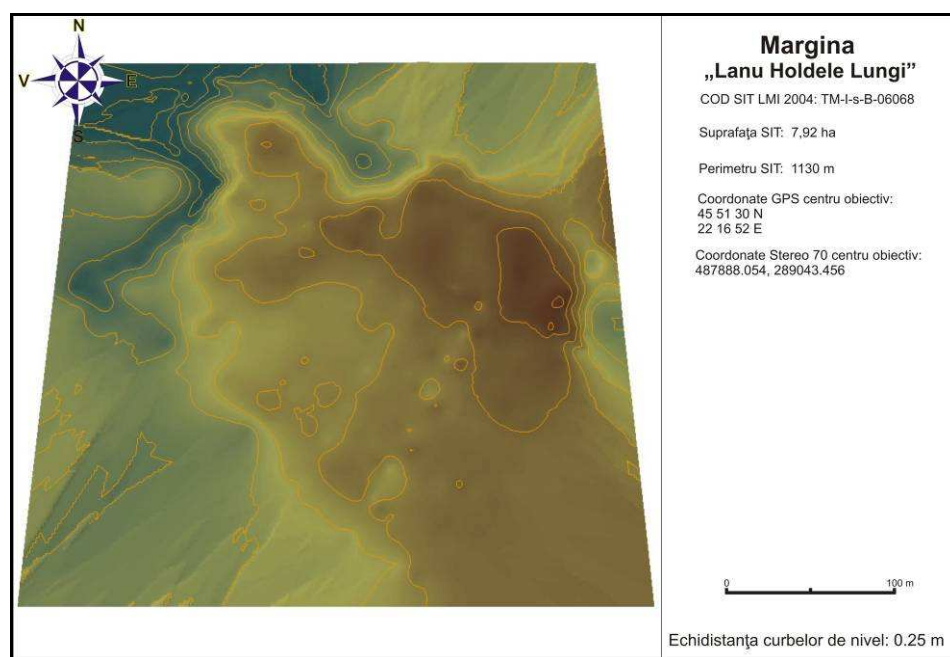 N
V E
S
Margina
„Lanu Holdele Lungi”
COD SIT LMI 2004: TM-I-s-B-06068
Suprafaţa SIT: 7,92 ha
Perimetru SIT: 1130 m
Coordonate GPS centru obiectiv:
45 51 30 N
22 16 52 E
Coordonate Stereo 70 centru obiectiv:
487888.054, 289043.456
0 100 m
Echidistanţa curbelor de nivel: 0.25 m